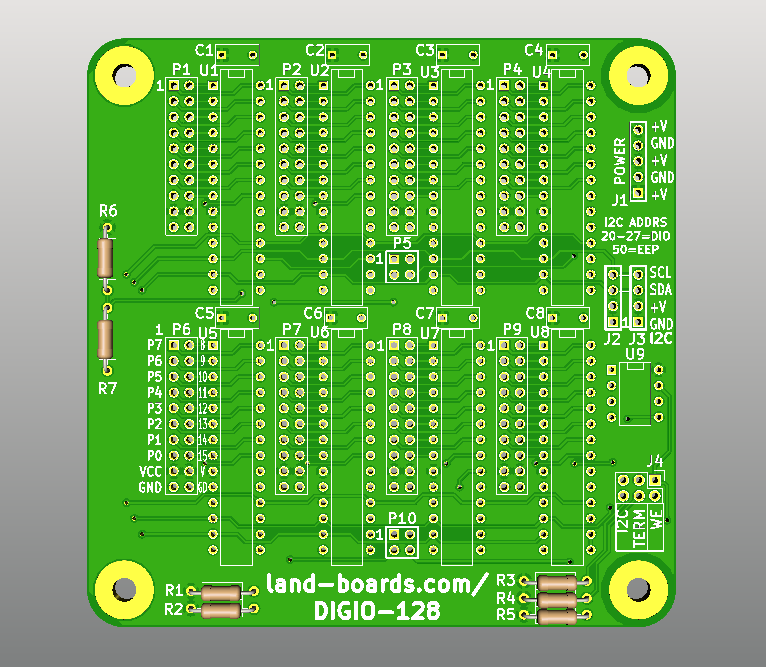 C1 C2 C3 C4
P1 U1 P2 U2 P3 U3 P4 U4
1 1 1 1
+V
GND
+V
GND
+V
POWER
J1
R6
I2C ADDRS
20-27=DIO
50=EEP
P5
1
SCL
SDA
+V
1 GND
J2 J3 I2C
C5 C6 C7 C8
1 P6 U5 P7 U6 P8 U7 P9 U8
U9
P7 8 1 1 1
P6 9
P5 10
P4 11
P3 12
P2 13
P1 14
P0 15
VCC V
GND GD
R7
J4
I2C
TERM
WE
P10
1
R1
R2
land-boards.com/
DIGIO-128
R3
R4
R5